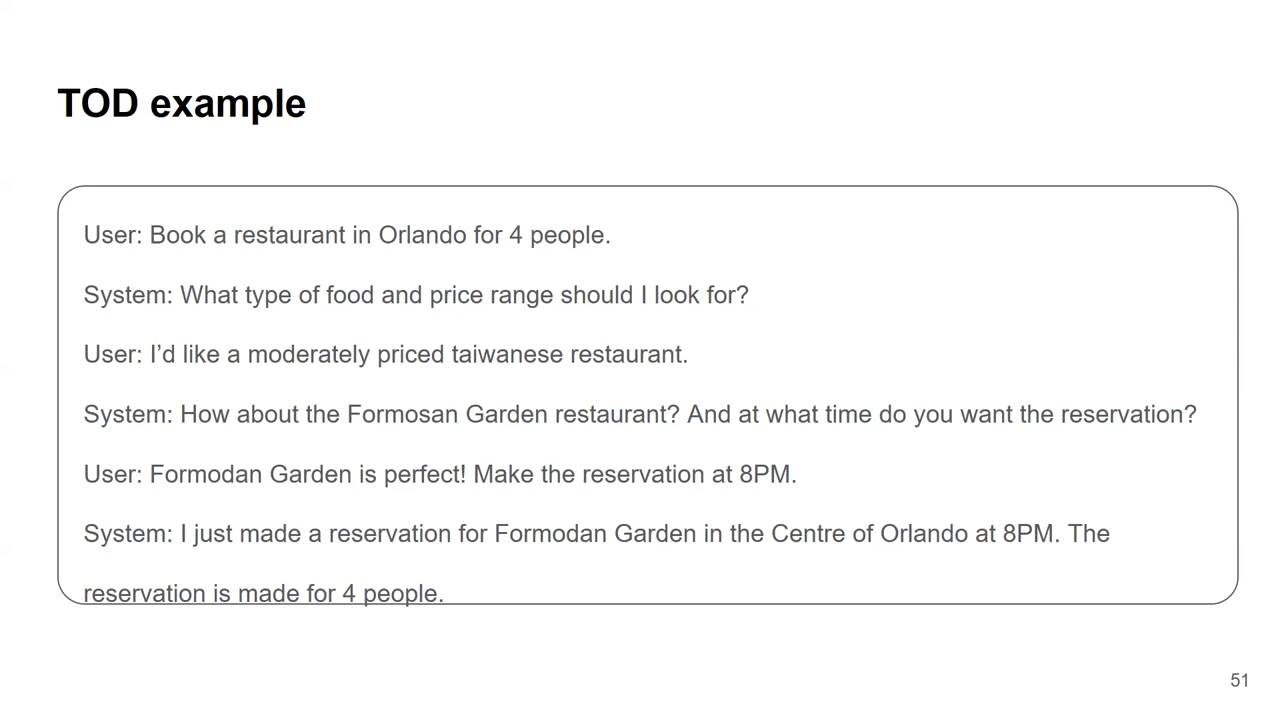 TOD example
User: Book a restaurant in Orlando for 4 people.
System: What type of food and price range should I look for?
User: I’d like a moderately priced taiwanese restaurant.
System: How about the Formosan Garden restaurant? And at what time do you want the reservation?
User: Formodan Garden is perfect! Make the reservation at 8PM.
System: I just made a reservation for Formodan Garden in the Centre of Orlando at 8PM. The
reservation is made for 4 people.
51